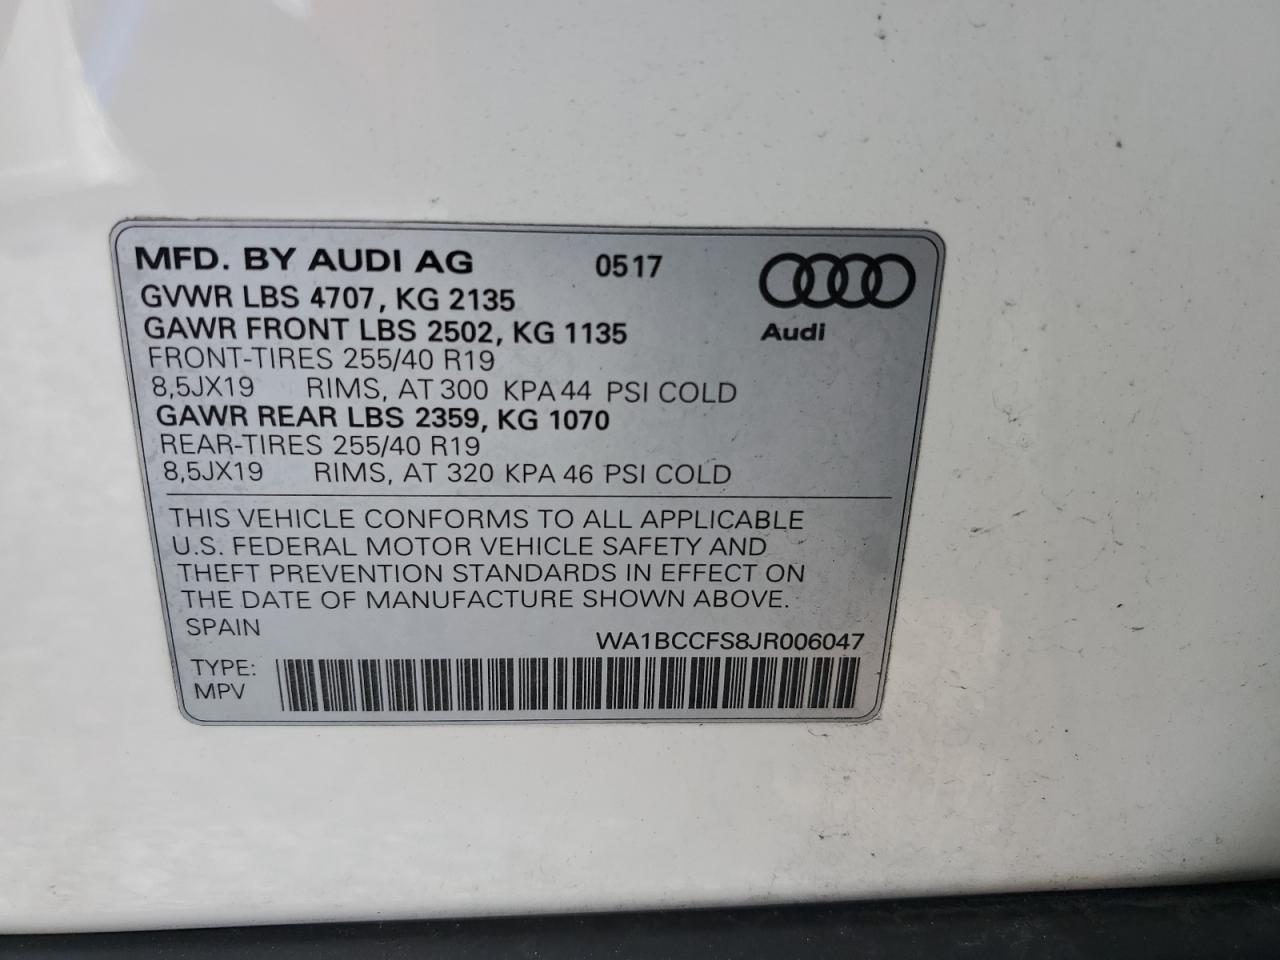 MFD. BY AUDI AG 0517
GVWR LBS 4707, KG 2135
GAWR FRONT LBS 2502, KG 1135
Audi
FRONT-TIRES 255/40 R19
8,5JX19 RIMS, AT 300 KPA 44 PSI COLD
GAWR REAR LBS 2359, KG 1070
REAR-TIRES 255/40 R19
8,5JX19 RIMS, AT 320 KPA 46 PSI COLD
THIS VEHICLE CONFORMS TO ALL APPLICABLE
U.S. FEDERAL MOTOR VEHICLE SAFETY AND
THEFT PREVENTION STANDARDS IN EFFECT ON
THE DATE OF MANUFACTURE SHOWN ABOVE.
SPAIN
WA1BCCFS8JR006047
TYPE:
MPV